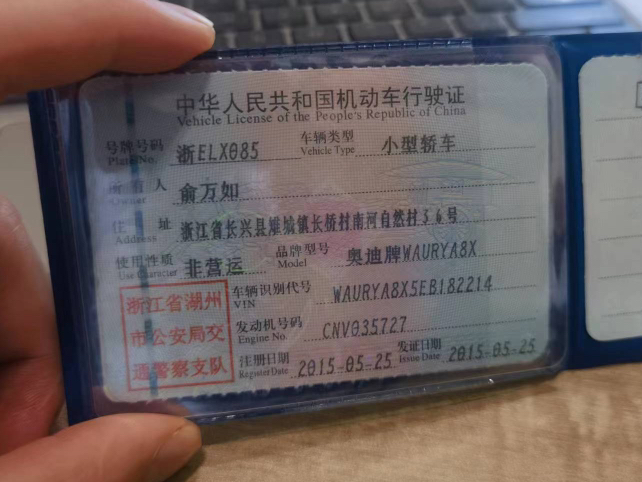 中华人民共和国机动车行驶证
Vehicle License of the People's Republic of China
号牌号码 浙ELX085 车辆类型 小型轿车
Plate No. Vehicle Type
所有人 俞万如
Owner
住址 浙江省长兴县雉城镇长桥村南河自然村36号
Address
使用性质 非营运 品牌型号 奥迪牌WAURYA8X
Use Character Model
浙江省湖州
市公安局交
通警察支队
车辆识别代号 WAURYA8X5EB182214
VIN
发动机号码 CNV035727
Engine No.
注册日期 2015-05-25 发证日期 2015-05-25
Register Date Issue Date